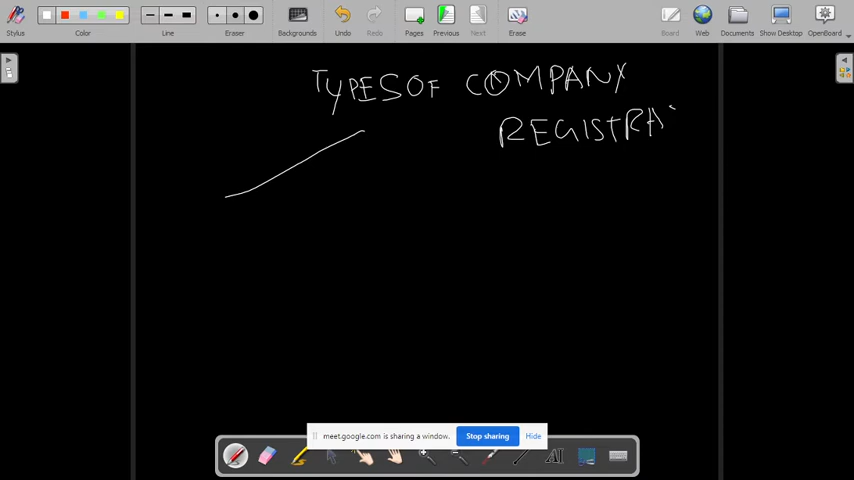 Stylus
Color
Line
Eraser
Backgrounds
Undo
Redo
Pages
Previous
Next
Erase
Board
Web
Documents
Show Desktop
OpenBoard
TYPES OF COMPANY
REGISTRA
meet.google.com is sharing a window.
Stop sharing
Hide
AI